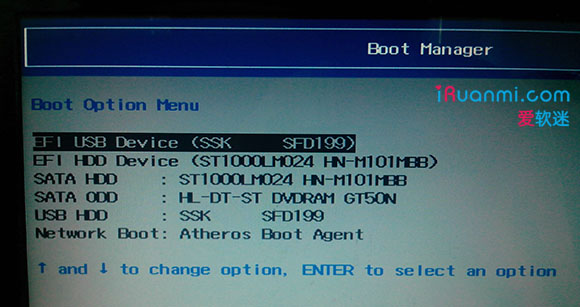 Boot Manager
iRuanmi.com
爱软迷
Boot Option Menu
EFI USB Device (SSK SFD199)
EFI HDD Device (ST1000LM024 HN-M101MBB)
SATA HDD : ST1000LM024 HN-M101MBB
SATA ODD : HL-DT-ST DVDRAM GT50N
USB HDD : SSK SFD199
Network Boot: Atheros Boot Agent
↑ and ↓ to change option, ENTER to select an option